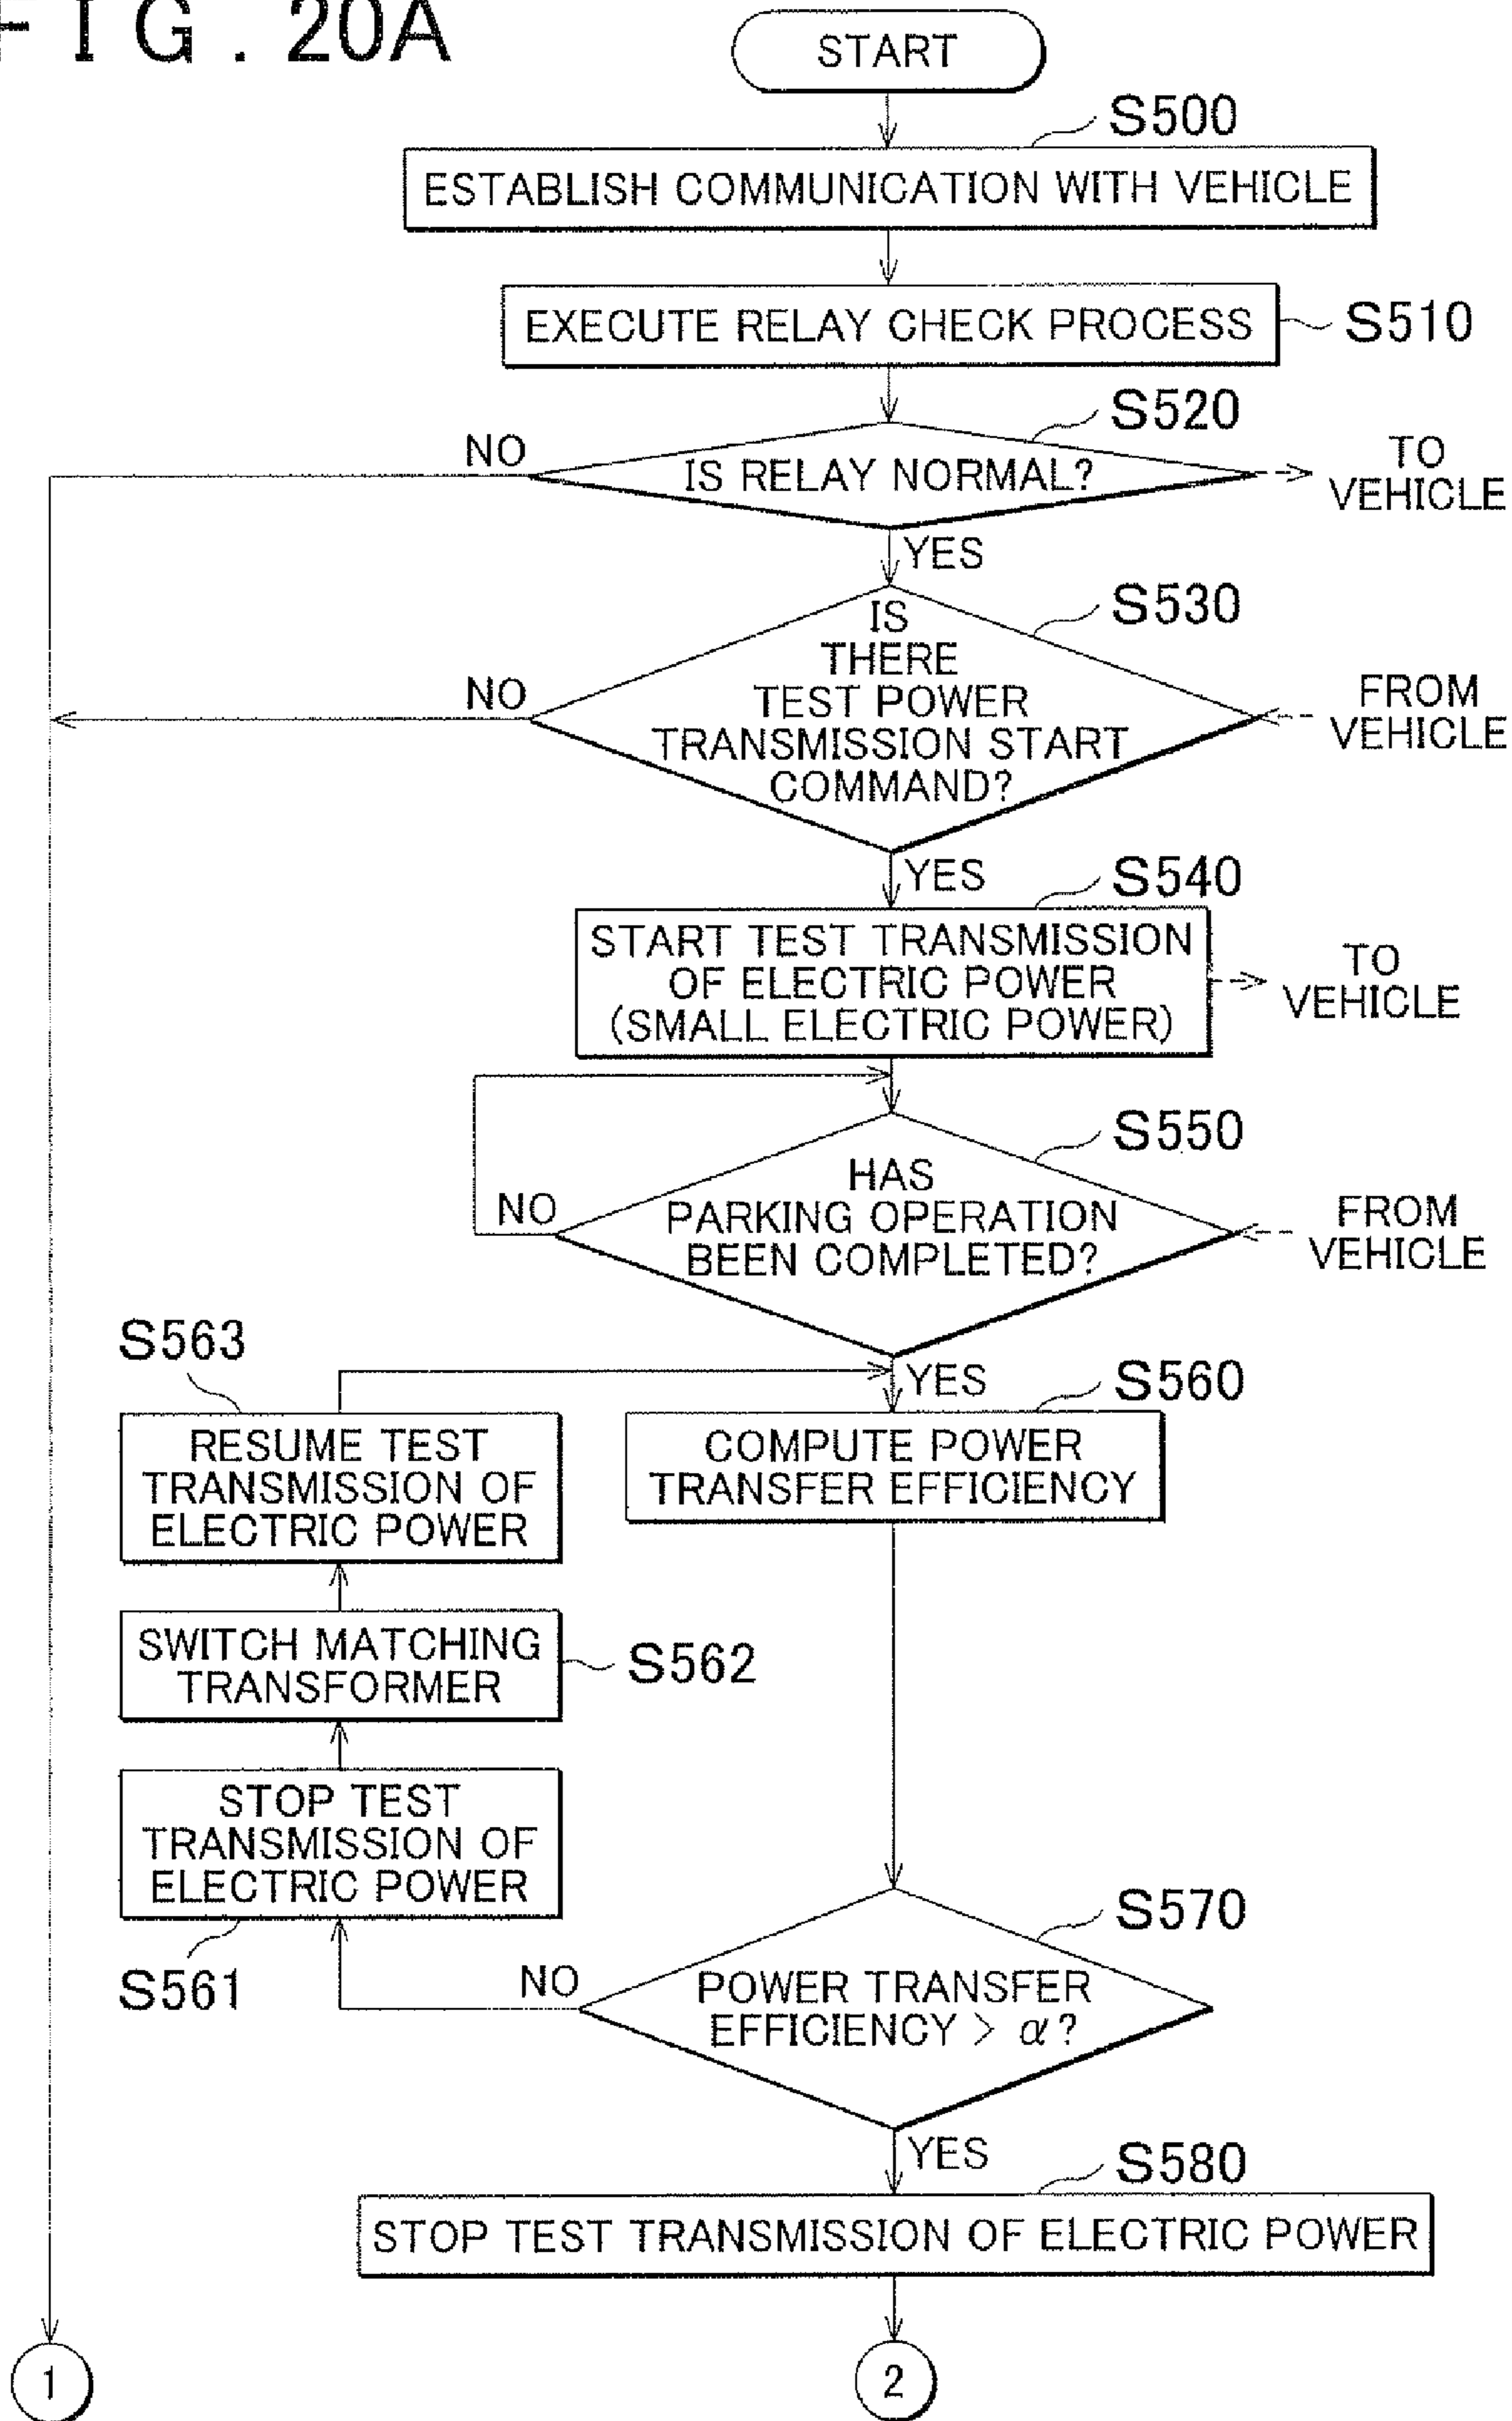 FIG. 20A
START
S500
ESTABLISH COMMUNICATION WITH VEHICLE
EXECUTE RELAY CHECK PROCESS
S510
S520
NO
IS RELAY NORMAL?
TO
VEHICLE
YES
S530
IS
THERE
TEST POWER
TRANSMISSION START
COMMAND?
NO
FROM
VEHICLE
YES
S540
START TEST TRANSMISSION
OF ELECTRIC POWER
(SMALL ELECTRIC POWER)
TO
VEHICLE
S550
HAS
PARKING OPERATION
BEEN COMPLETED?
NO
FROM
VEHICLE
YES
S560
COMPUTE POWER
TRANSFER EFFICIENCY
S563
RESUME TEST
TRANSMISSION OF
ELECTRIC POWER
SWITCH MATCHING
TRANSFORMER
S562
STOP TEST
TRANSMISSION OF
ELECTRIC POWER
S561
S570
NO
POWER TRANSFER
EFFICIENCY > α?
YES
S580
STOP TEST TRANSMISSION OF ELECTRIC POWER
1
2